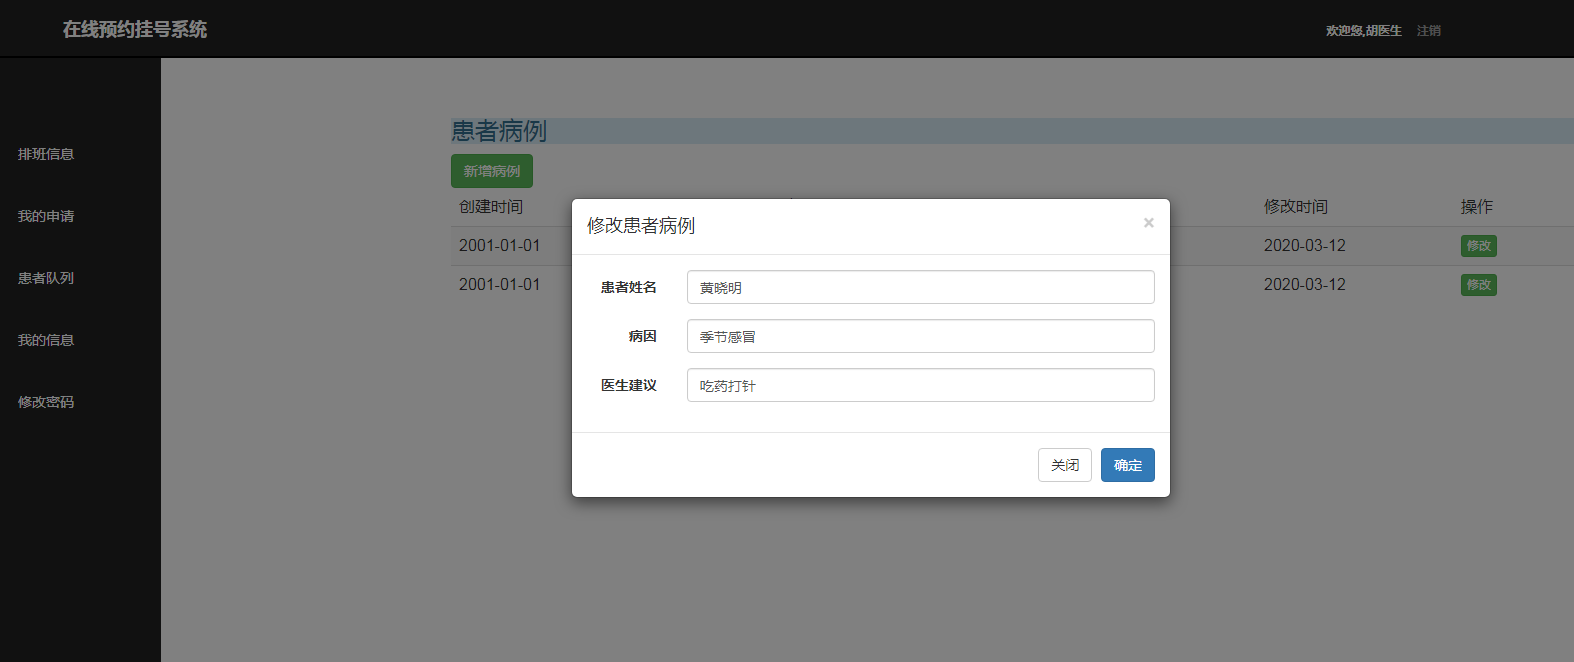 在线预约挂号系统
欢迎您,胡医生 注销
排班信息
我的申请
患者队列
我的信息
修改密码
患者病例
新增病例
创建时间 修改时间 操作
2001-01-01 2020-03-12 修改
2001-01-01 2020-03-12 修改
修改患者病例 ×
患者姓名 黄晓明
病因 季节感冒
医生建议 吃药打针
关闭 确定